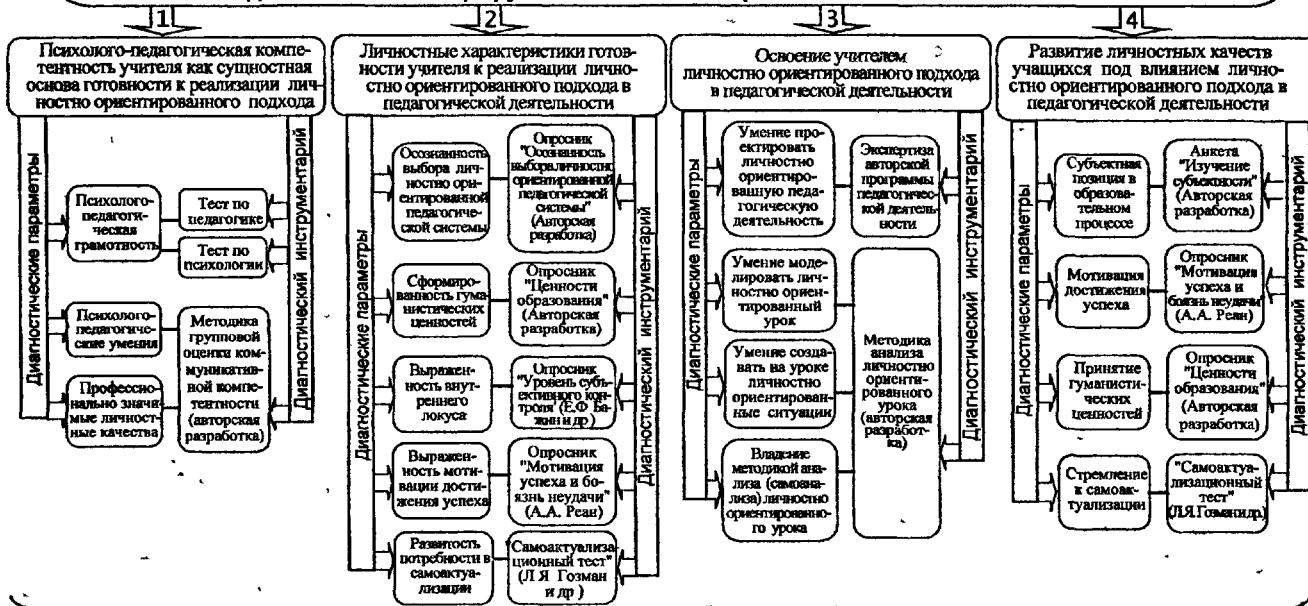 1
2
3
4
Психолого-педагогическая компе-
тентность учителя как сущностная
основа готовности к реализации лич-
ностно ориентированного подхода
Диагностические параметры
Диагностический инструментарий
Психолого-
педагоги-
ческая
грамотность
Тест по
педагогике
Тест по
психологии
Психолого-
педагогиче-
ские умения
Профессио-
нально значи-
мые личност-
ные качества
Методика
групповой
оценки ком-
муникатив-
ной компе-
тентности
(авторская
разработка)
Личностные характеристики готов-
ности учителя к реализации лично-
стно ориентированного подхода в
педагогической деятельности
Диагностические параметры
Диагностический инструментарий
Осознанность
выбора лич-
ностно ори-
ентированной
педагогиче-
ской системы
Опросник
"Осознанность
выбора личностно
ориентированной
педагогической
системы"
(Авторская
разработка)
Сформиро-
ванность гума-
нистических
ценностей
Опросник
"Ценности
образования"
(Авторская
разработка)
Выражен-
ность внут-
реннего
локуса
Опросник
"Уровень субъ-
ективного кон-
троля" (Е.Ф Ба-
жин и др )
Выражен-
ность моти-
вации дости-
жения успеха
Опросник
"Мотивация
успеха и бо-
язнь неудачи"
(А.А. Реан)
Развитость
потребности в
самоактуа-
лизации
Самоактуализа-
ционный тест"
(Л Я Гозман
и др )
Освоение учителем
личностно ориентированного подхода
в педагогической деятельности
Диагностические параметры
Диагностический инструментарий
Умение про-
ектировать
личностно
ориентиро-
ванную педа-
гогическую
деятельность
Экспертиза
авторской
программы
педагогиче-
ской деятель-
ности
Умение моде-
лировать лич-
ностно ориен-
тированный
урок
Умение созда-
вать на уроке
личностно
ориентирован-
ные ситуации
Владение
методикой ана-
лиза (самоана-
лиза) личностно
ориентированно-
го урока
Методика
анализа
личностно
ориенти-
рованного
урока
(авторская
разработ-
ка)
Развитие личностных качеств
учащихся под влиянием лично-
стно ориентированного подхода в
педагогической деятельности
Диагностические параметры
Диагностический инструментарий
Субъектная
позиция в
образова-
тельном
процессе
Анкета
"Изучение
субъектности"
(Авторская
разработка)
Мотивация
достижения
успеха
Опросник
"Мотивация
успеха и
боязнь неудачи"
(А.А. Реан)
Принятие
гуманисти-
ческих
ценностей
Опросник
"Ценности
образования"
(Авторская
разработка)
Стремление
к самоак-
туализации
"Самоактуа-
лизационный
тест"
(Л.Я.Гозман и др.)